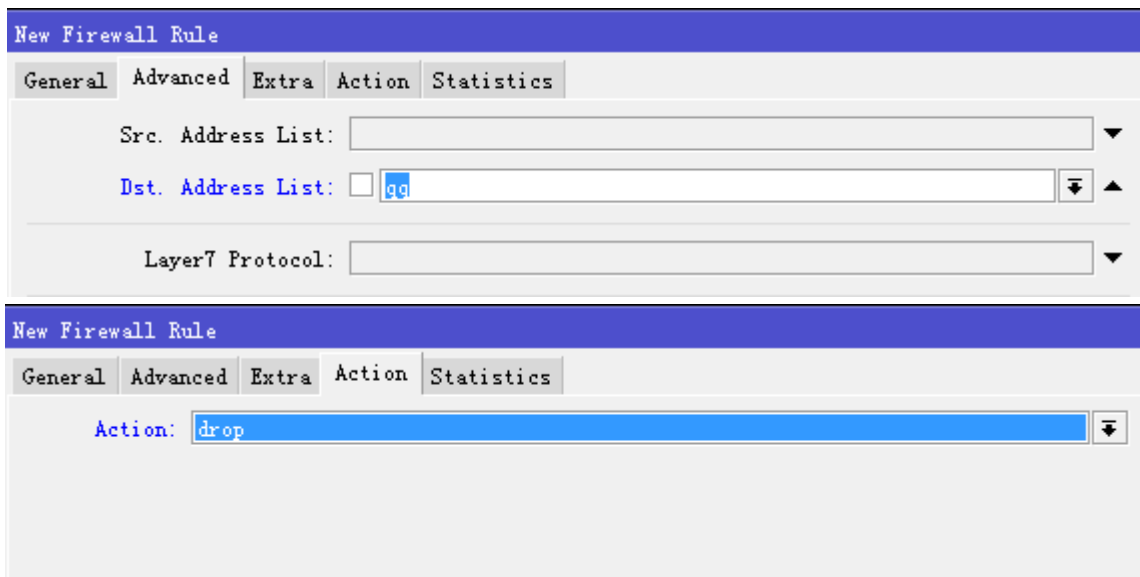 New Firewall Rule
General Advanced Extra Action Statistics
Src. Address List:
Dst. Address List: qq
Layer7 Protocol:
New Firewall Rule
General Advanced Extra Action Statistics
Action: drop